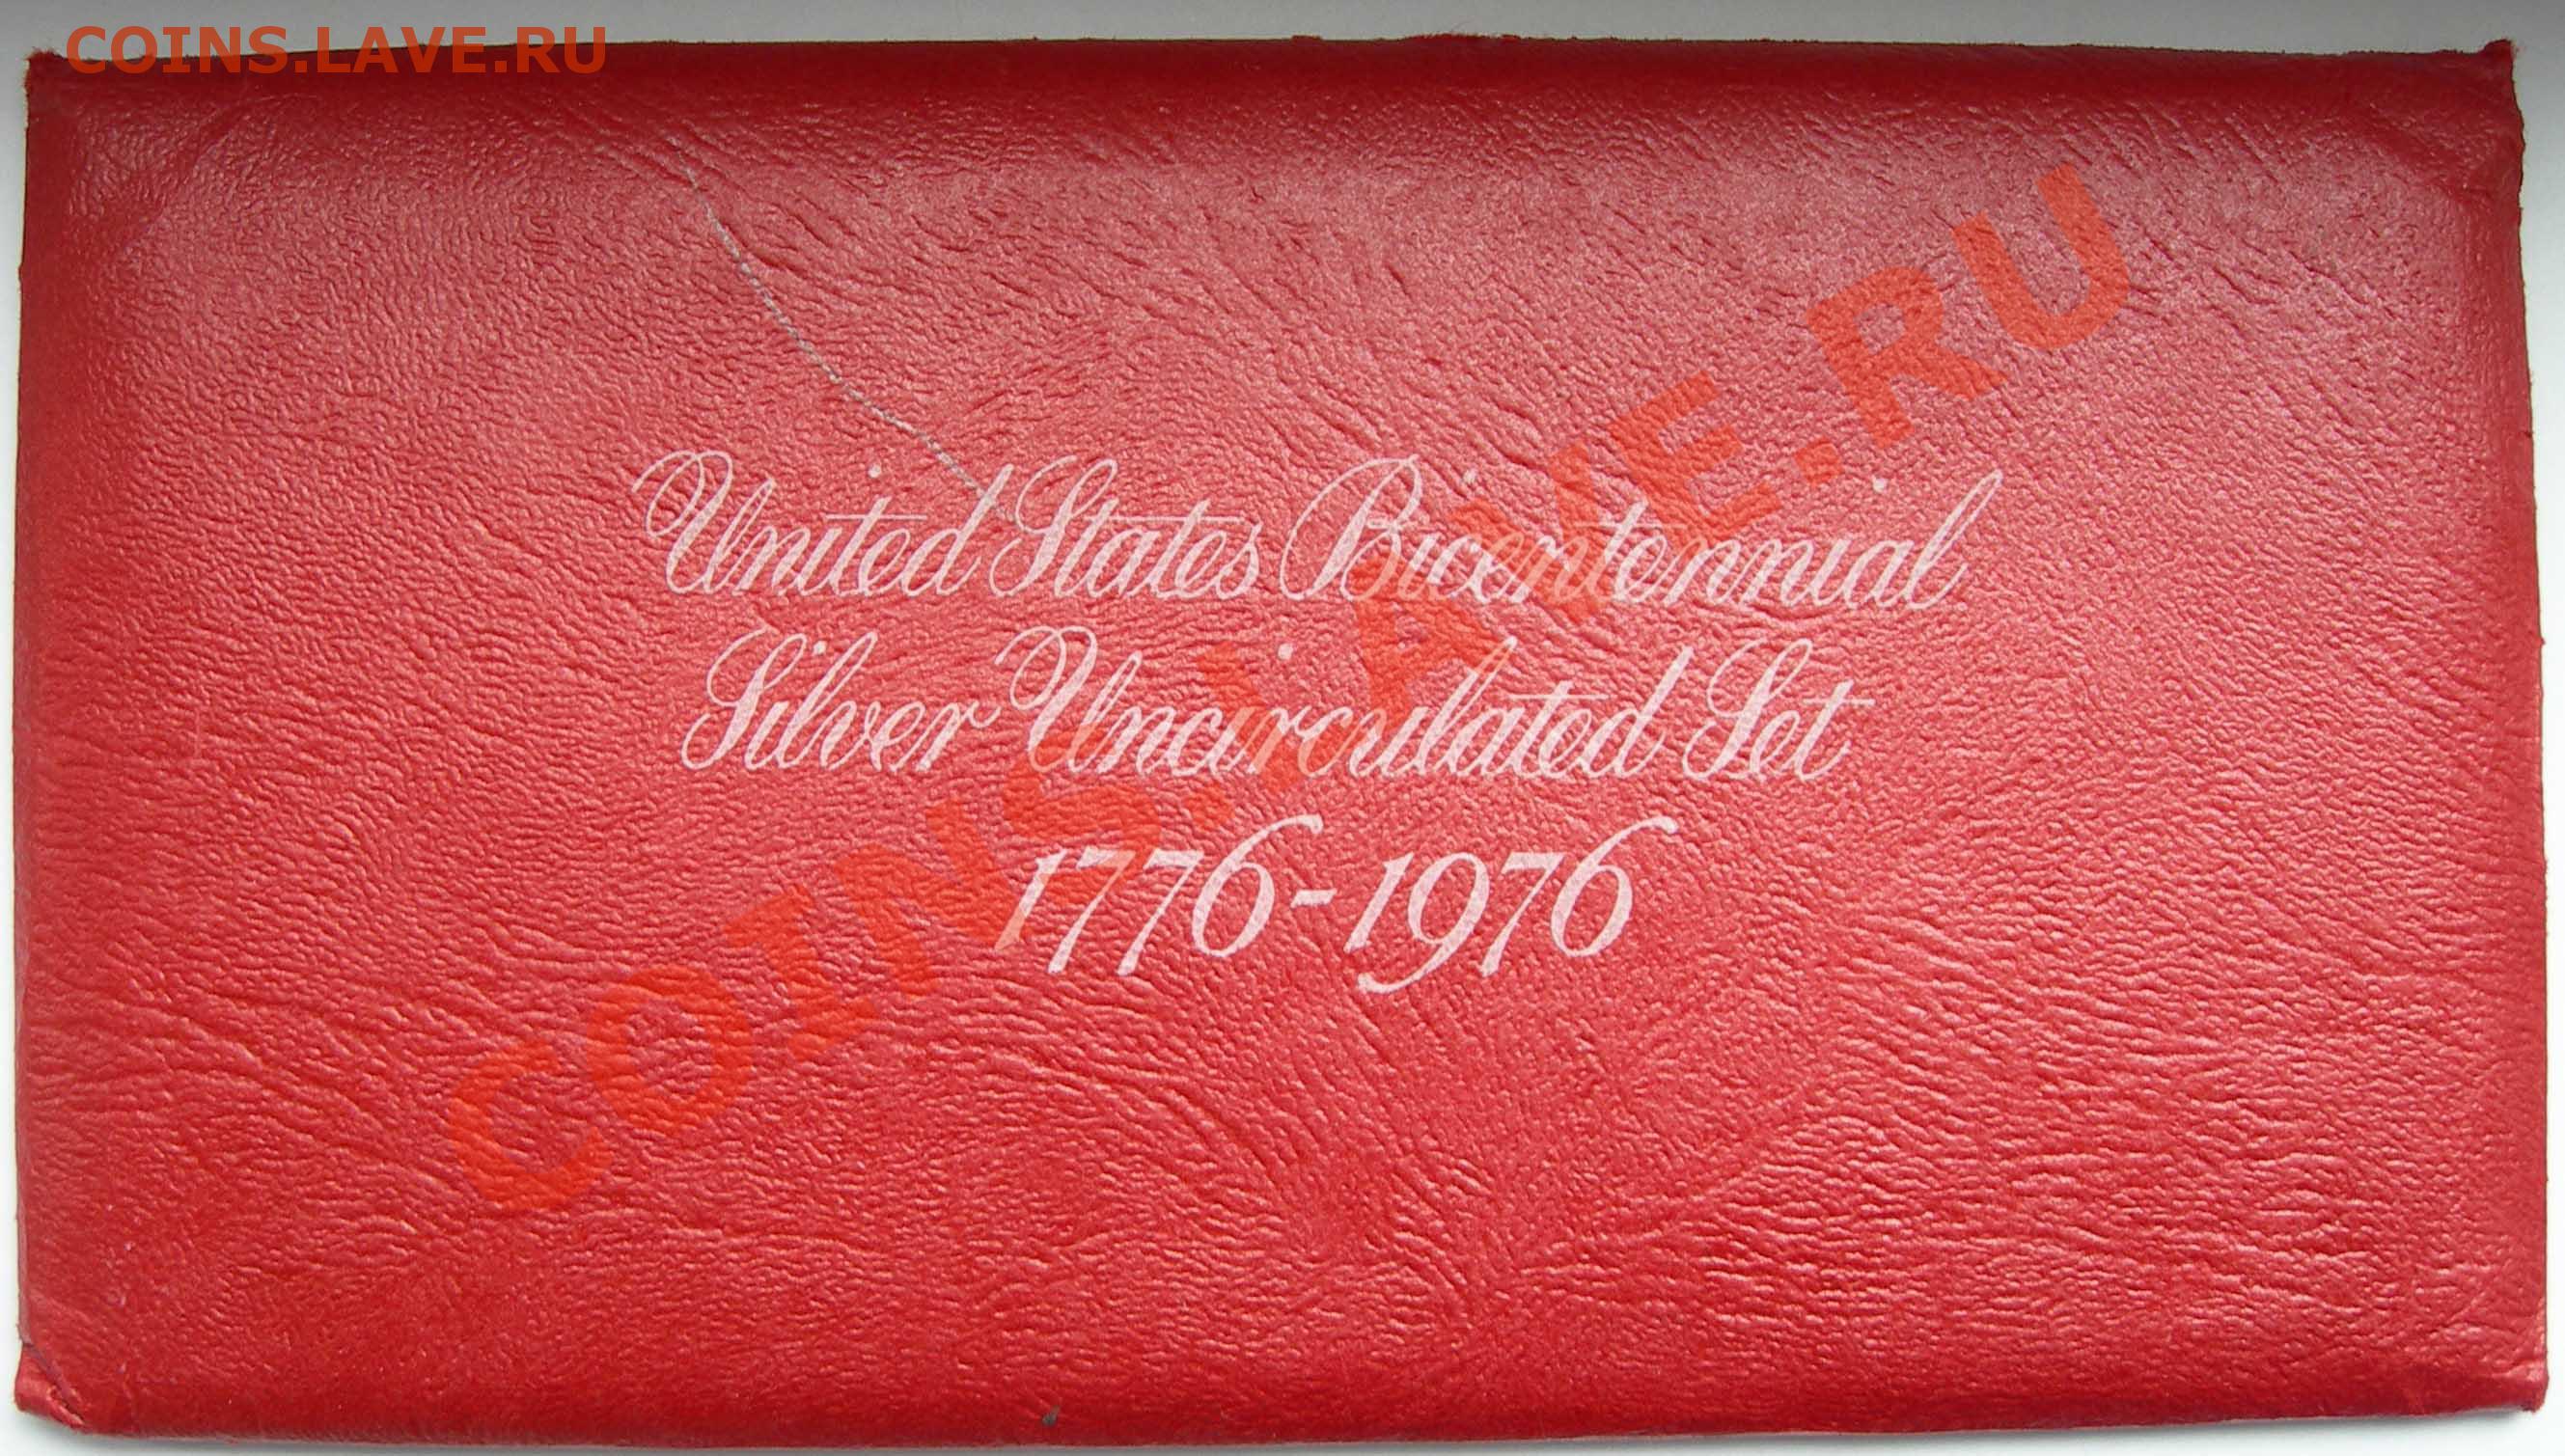 COINS.LAVE.RU
United States Bicentennial
Silver Uncirculated Set
1776-1976
COINS.LAVE.RU